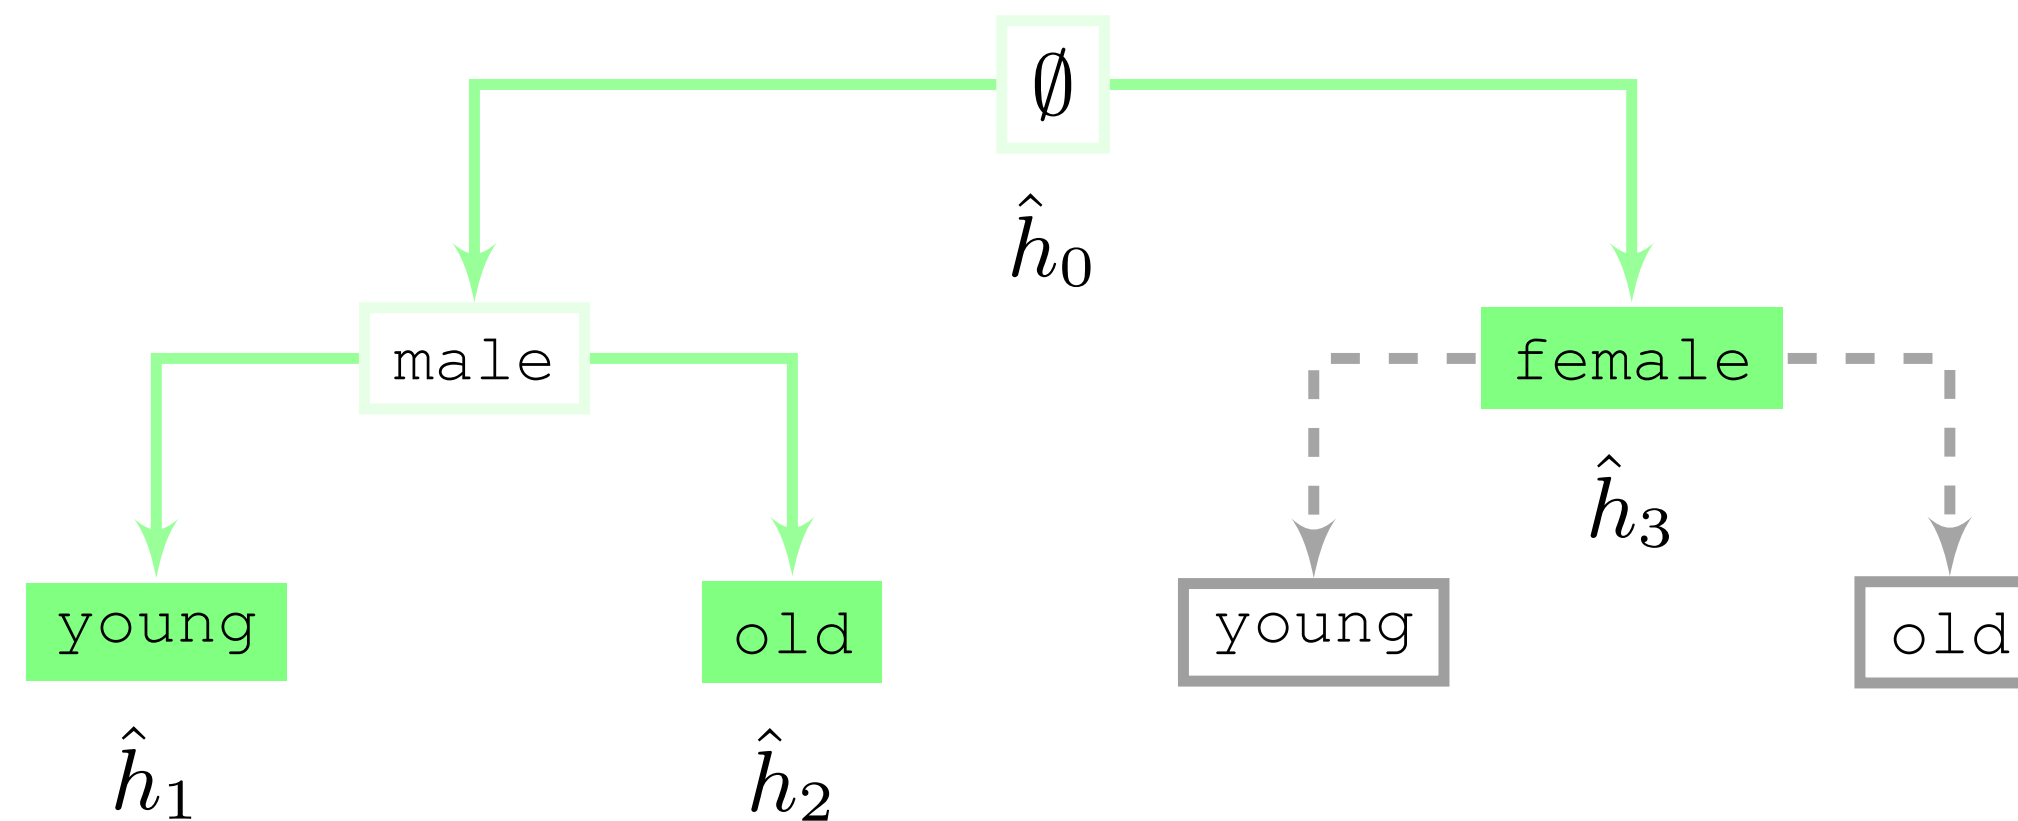 ∅
ĥ₀
male
female
ĥ₃
young
old
young
old
ĥ₁
ĥ₂